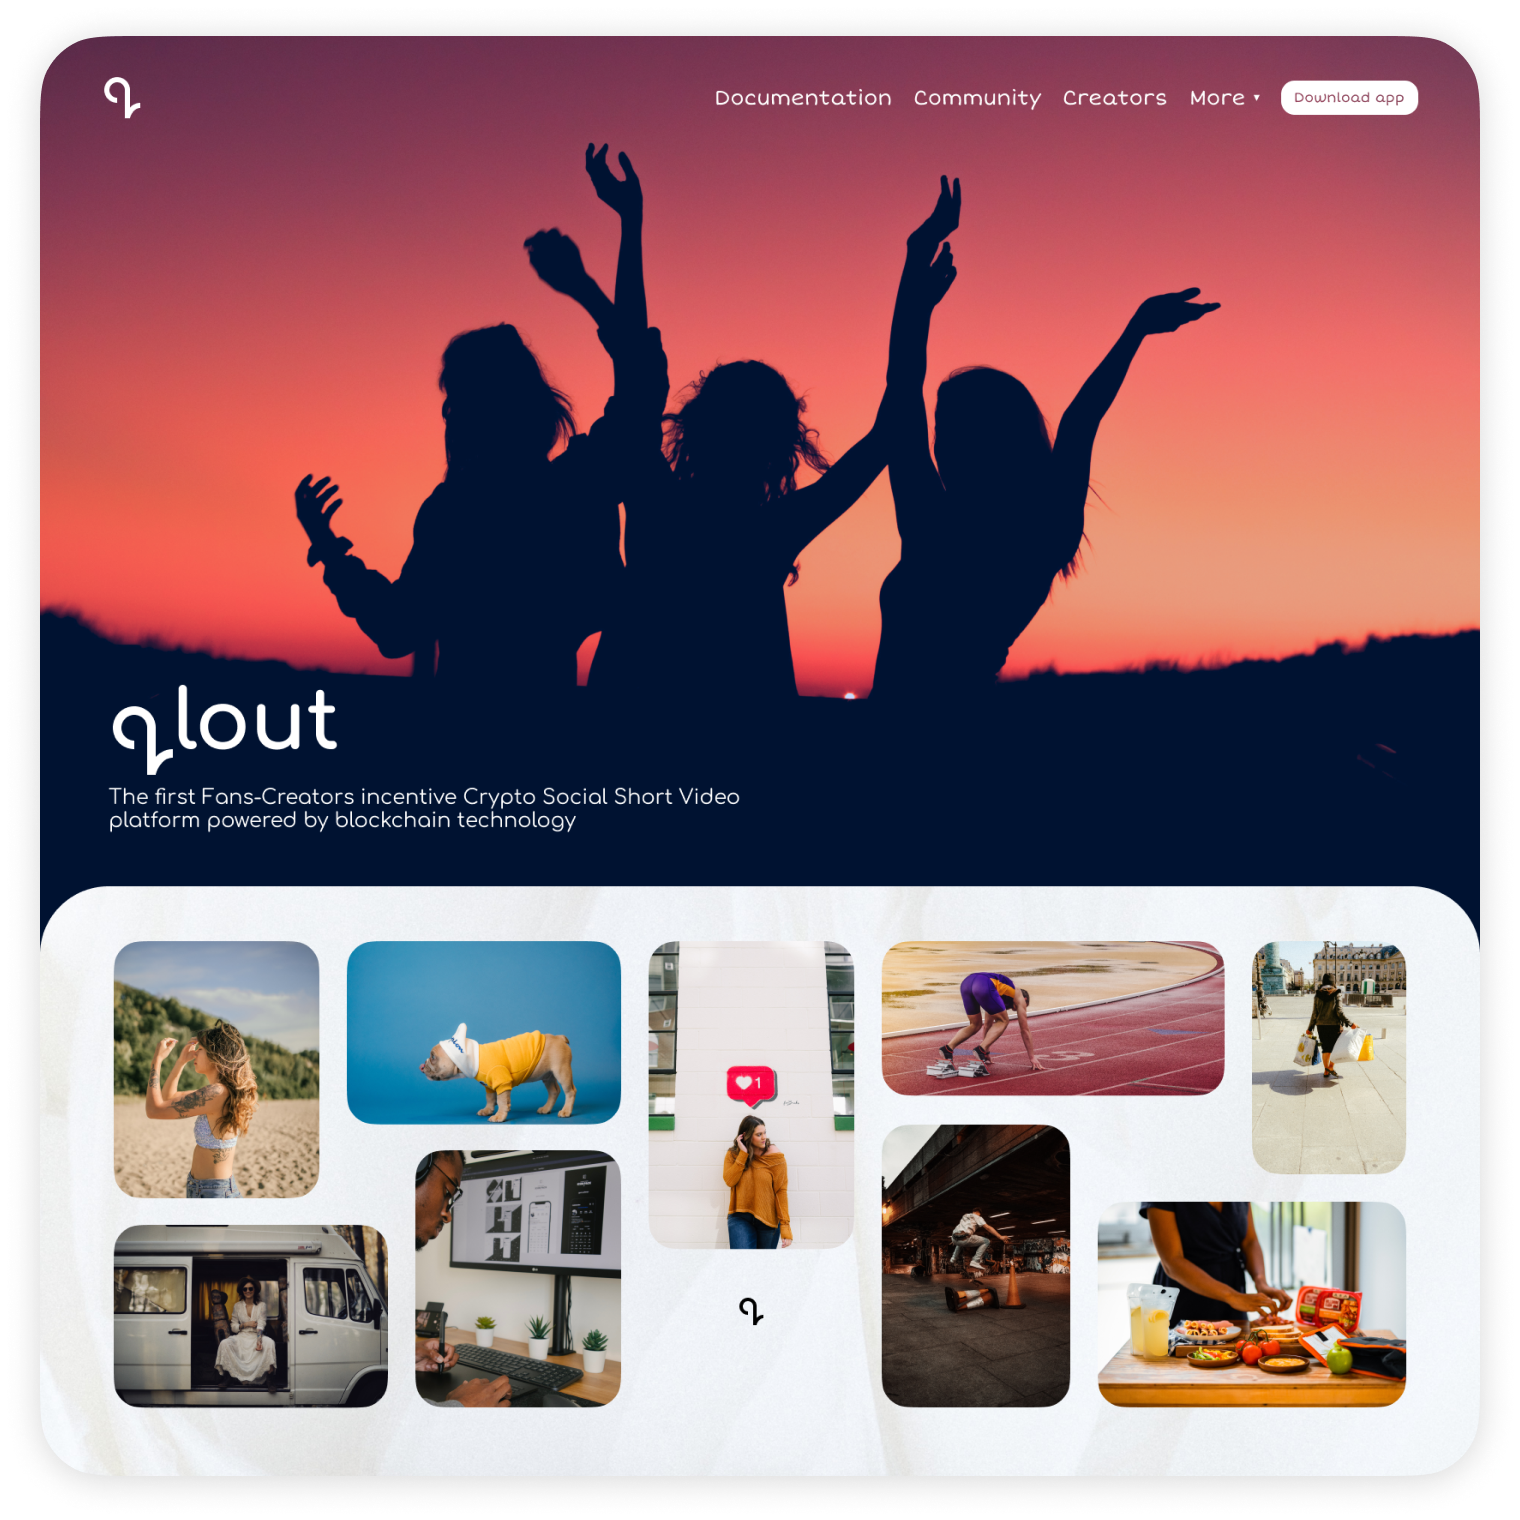 Documentation Community Creators More ▾ Download app
qlout
The first Fans-Creators incentive Crypto Social Short Video
platform powered by blockchain technology
1